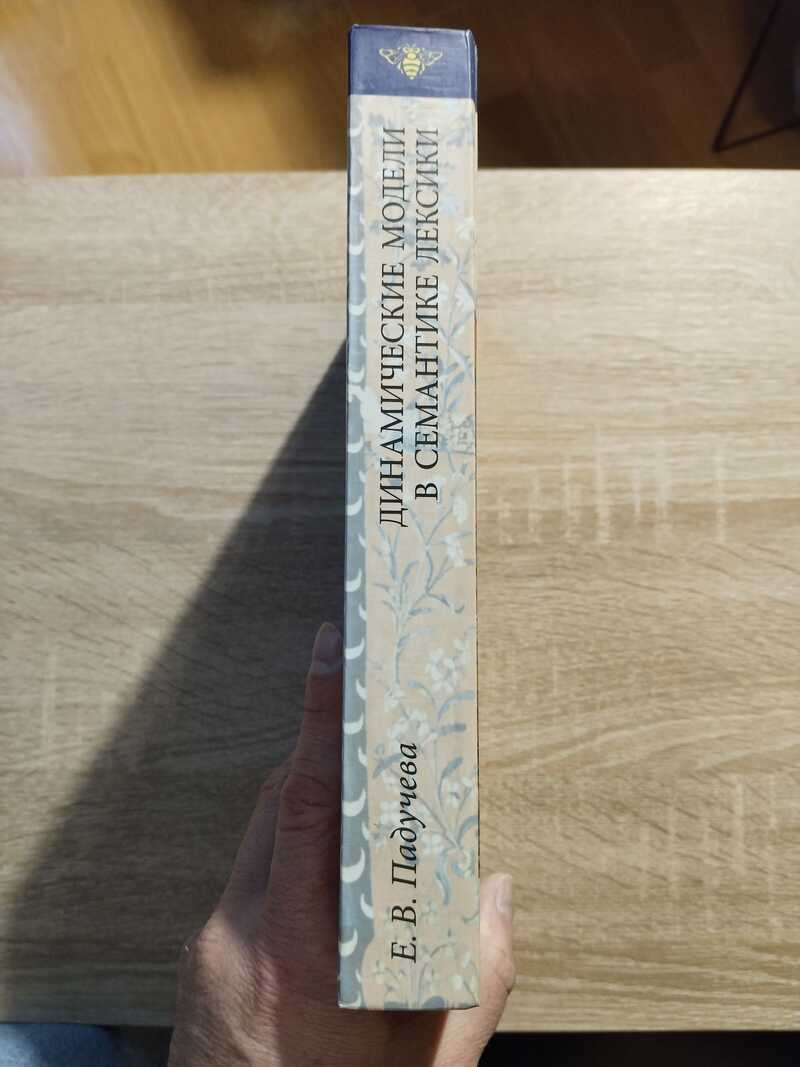 Е. В. Падучева
ДИНАМИЧЕСКИЕ МОДЕЛИ
В СЕМАНТИКЕ ЛЕКСИКИ